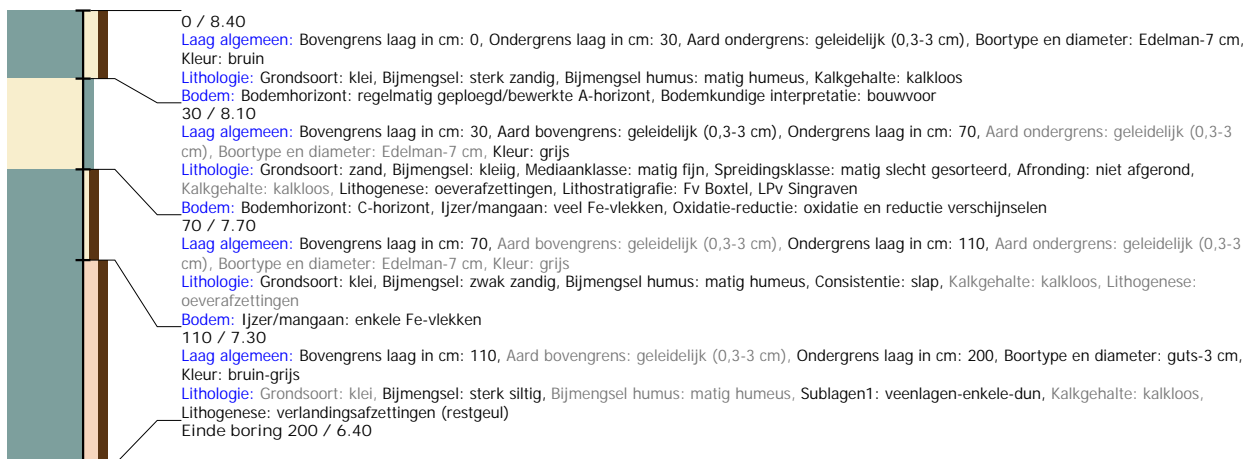 0 / 8.40
Laag algemeen: Bovengrens laag in cm: 0, Ondergrens laag in cm: 30, Aard ondergrens: geleidelijk (0,3-3 cm), Boortype en diameter: Edelman-7 cm,
Kleur: bruin
Lithologie: Grondsoort: klei, Bijmengsel: sterk zandig, Bijmengsel humus: matig humeus, Kalkgehalte: kalkloos
Bodem: Bodemhorizont: regelmatig geploegd/bewerkte A-horizont, Bodemkundige interpretatie: bouwvoor
30 / 8.10
Laag algemeen: Bovengrens laag in cm: 30, Aard bovengrens: geleidelijk (0,3-3 cm), Ondergrens laag in cm: 70, Aard ondergrens: geleidelijk (0,3-3
cm), Boortype en diameter: Edelman-7 cm, Kleur: grijs
Lithologie: Grondsoort: zand, Bijmengsel: kleiig, Mediaanklasse: matig fijn, Spreidingsklasse: matig slecht gesorteerd, Afronding: niet afgerond,
Kalkgehalte: kalkloos, Lithogenese: oeverafzettingen, Lithostratigrafie: Fv Boxtel, LPv Singraven
Bodem: Bodemhorizont: C-horizont, Ijzer/mangaan: veel Fe-vlekken, Oxidatie-reductie: oxidatie en reductie verschijnselen
70 / 7.70
Laag algemeen: Bovengrens laag in cm: 70, Aard bovengrens: geleidelijk (0,3-3 cm), Ondergrens laag in cm: 110, Aard ondergrens: geleidelijk (0,3-3
cm), Boortype en diameter: Edelman-7 cm, Kleur: grijs
Lithologie: Grondsoort: klei, Bijmengsel: zwak zandig, Bijmengsel humus: matig humeus, Consistentie: slap, Kalkgehalte: kalkloos, Lithogenese:
oeverafzettingen
Bodem: Ijzer/mangaan: enkele Fe-vlekken
110 / 7.30
Laag algemeen: Bovengrens laag in cm: 110, Aard bovengrens: geleidelijk (0,3-3 cm), Ondergrens laag in cm: 200, Boortype en diameter: guts-3 cm,
Kleur: bruin-grijs
Lithologie: Grondsoort: klei, Bijmengsel: sterk siltig, Bijmengsel humus: matig humeus, Sublagen1: veenlagen-enkele-dun, Kalkgehalte: kalkloos,
Lithogenese: verlandingsafzettingen (restgeul)
Einde boring 200 / 6.40